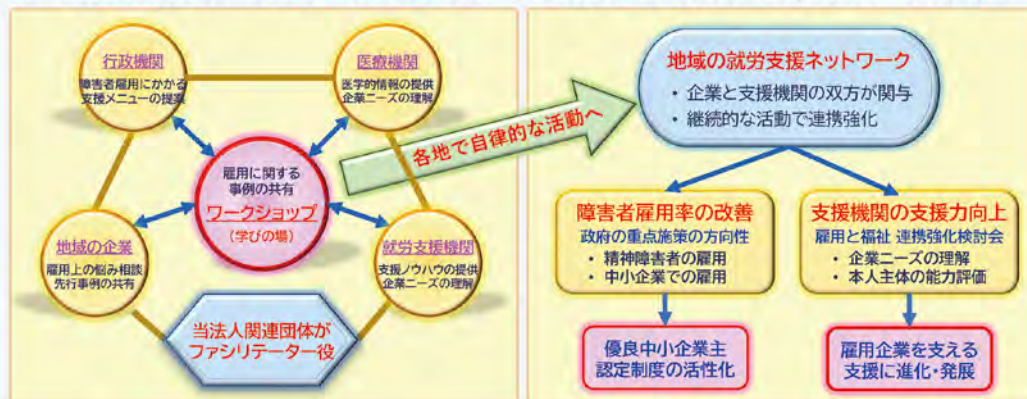 行政機関
障害者雇用にかかる
支援メニューの提案
医療機関
医学的情報の提供
企業ニーズの理解
雇用に関する
事例の共有
ワークショップ
(学びの場)
地域の企業
雇用上の悩み相談
先行事例の共有
就労支援機関
支援ノウハウの提供
企業ニーズの理解
当法人関連団体が
ファシリテーター役
各地で自律的な活動へ
地域の就労支援ネットワーク
・企業と支援機関の双方が関与
・継続的な活動で連携強化
障害者雇用率の改善
政府の重点施策の方向性
・精神障害者の雇用
・中小企業での雇用
支援機関の支援力向上
雇用と福祉 連携強化検討会
・企業ニーズの理解
・本人主体の能力評価
優良中小企業主
認定制度の活性化
雇用企業を支える
支援に進化・発展